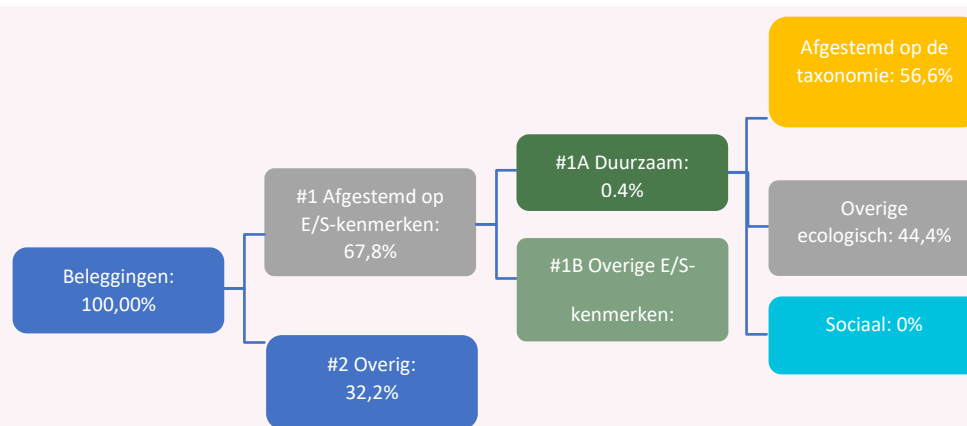 Beleggingen:
100,00%
#1 Afgestemd op
E/S-kenmerken:
67,8%
#2 Overig:
32,2%
#1A Duurzaam:
0.4%
#1B Overige E/S-
kenmerken:
Afgestemd op de
taxonomie: 56,6%
Overige
ecologisch: 44,4%
Sociaal: 0%